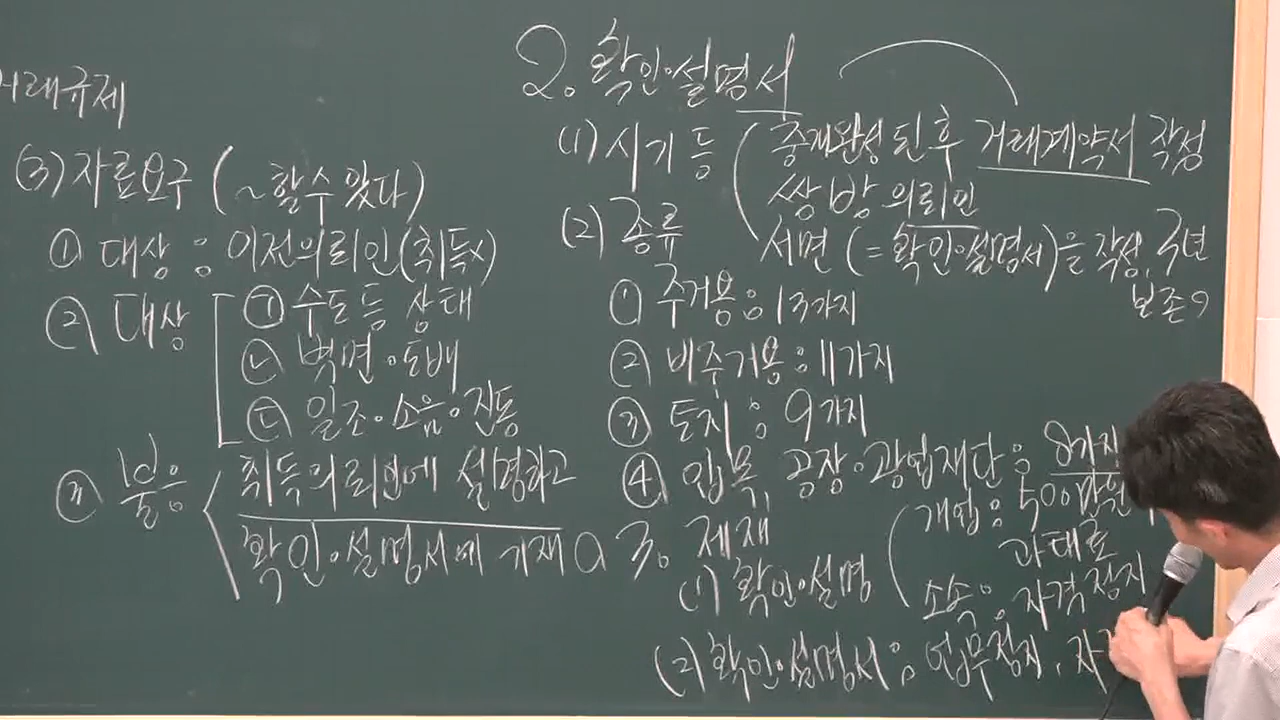 거래규제
(3) 자료요구 (~할 수 있다)
① 대상 : 이전의뢰인(취득×)
② 대상
㉠ 수도 등 상태
㉡ 벽면·도배
㉢ 일조·소음·진동
③ 불응
취득의뢰인에 설명하고
확인·설명서에 기재
2. 확인·설명서
(1) 시기 등
중개완성 된 후 거래계약서 작성
쌍방 의뢰인
서면 (= 확인·설명서)을 작성, 3년
보존
(2) 종류
① 주거용 : 13가지
② 비주거용 : 11가지
③ 토지 : 9가지
④ 입목, 공장·광업재단 : 8가지
3. 제재
(1) 확인·설명
개업 : 500만원
과태료
소속 : 자격정지
(2) 확인·설명서 : 업무정지, 자